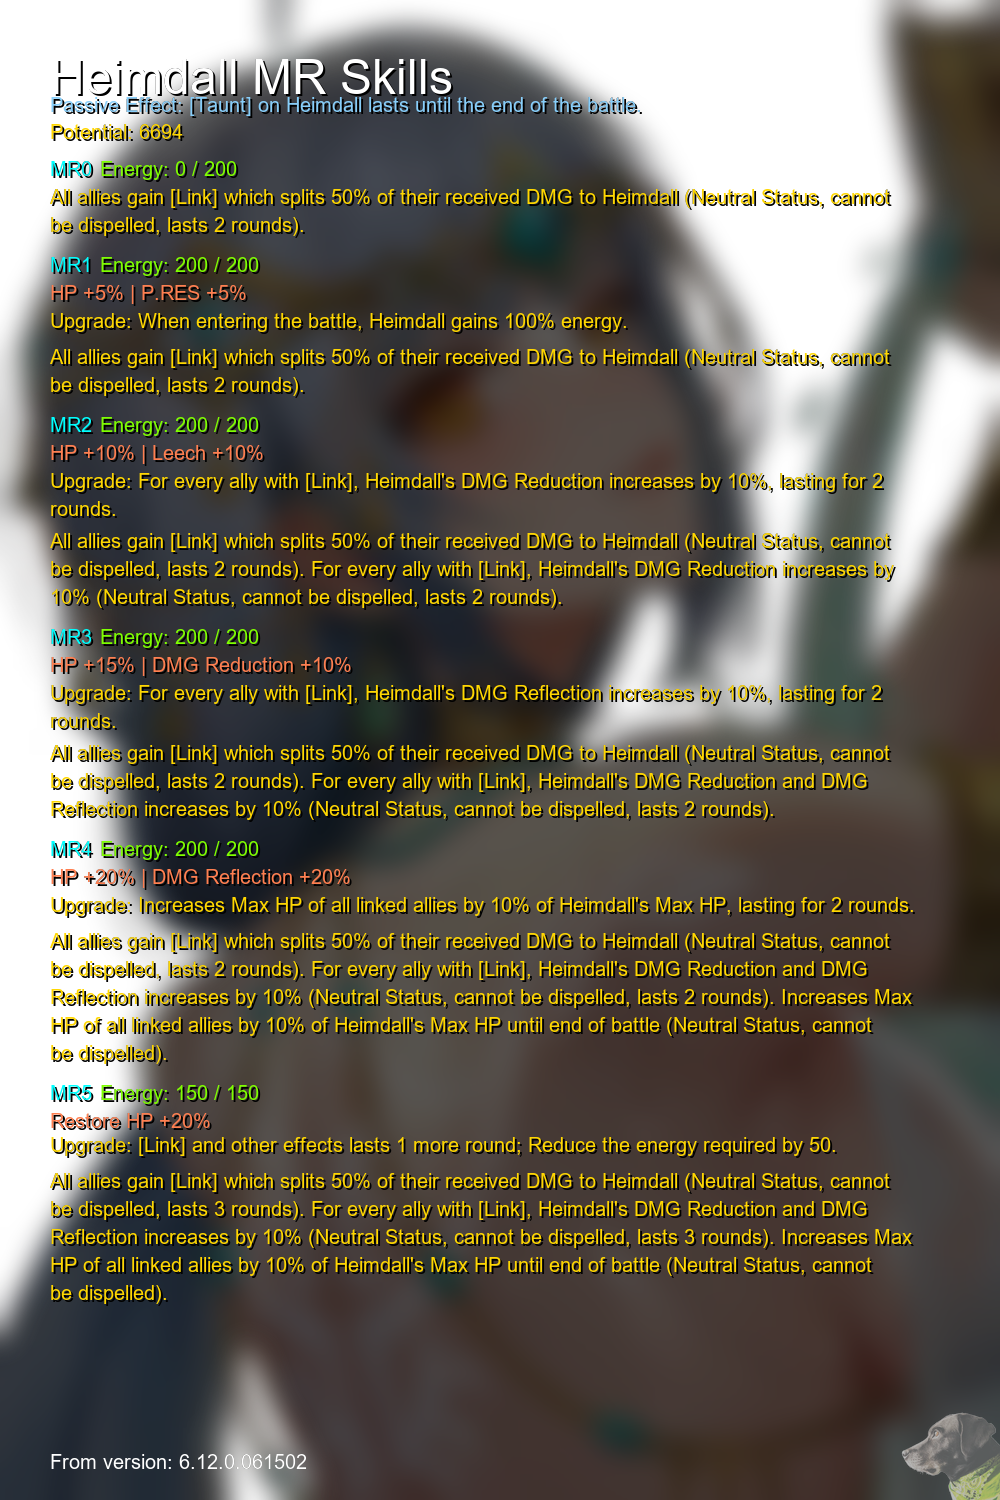 Heimdall MR Skills
Passive Effect: [Taunt] on Heimdall lasts until the end of the battle.
Potential: 6694
MR0 Energy: 0 / 200
All allies gain [Link] which splits 50% of their received DMG to Heimdall (Neutral Status, cannot
be dispelled, lasts 2 rounds).
MR1 Energy: 200 / 200
HP +5% | P.RES +5%
Upgrade: When entering the battle, Heimdall gains 100% energy.
All allies gain [Link] which splits 50% of their received DMG to Heimdall (Neutral Status, cannot
be dispelled, lasts 2 rounds).
MR2 Energy: 200 / 200
HP +10% | Leech +10%
Upgrade: For every ally with [Link], Heimdall's DMG Reduction increases by 10%, lasting for 2
rounds.
All allies gain [Link] which splits 50% of their received DMG to Heimdall (Neutral Status, cannot
be dispelled, lasts 2 rounds). For every ally with [Link], Heimdall's DMG Reduction increases by
10% (Neutral Status, cannot be dispelled, lasts 2 rounds).
MR3 Energy: 200 / 200
HP +15% | DMG Reduction +10%
Upgrade: For every ally with [Link], Heimdall's DMG Reflection increases by 10%, lasting for 2
rounds.
All allies gain [Link] which splits 50% of their received DMG to Heimdall (Neutral Status, cannot
be dispelled, lasts 2 rounds). For every ally with [Link], Heimdall's DMG Reduction and DMG
Reflection increases by 10% (Neutral Status, cannot be dispelled, lasts 2 rounds).
MR4 Energy: 200 / 200
HP +20% | DMG Reflection +20%
Upgrade: Increases Max HP of all linked allies by 10% of Heimdall's Max HP, lasting for 2 rounds.
All allies gain [Link] which splits 50% of their received DMG to Heimdall (Neutral Status, cannot
be dispelled, lasts 2 rounds). For every ally with [Link], Heimdall's DMG Reduction and DMG
Reflection increases by 10% (Neutral Status, cannot be dispelled, lasts 2 rounds). Increases Max
HP of all linked allies by 10% of Heimdall's Max HP until end of battle (Neutral Status, cannot
be dispelled).
MR5 Energy: 150 / 150
Restore HP +20%
Upgrade: [Link] and other effects lasts 1 more round; Reduce the energy required by 50.
All allies gain [Link] which splits 50% of their received DMG to Heimdall (Neutral Status, cannot
be dispelled, lasts 3 rounds). For every ally with [Link], Heimdall's DMG Reduction and DMG
Reflection increases by 10% (Neutral Status, cannot be dispelled, lasts 3 rounds). Increases Max
HP of all linked allies by 10% of Heimdall's Max HP until end of battle (Neutral Status, cannot
be dispelled).
From version: 6.12.0.061502